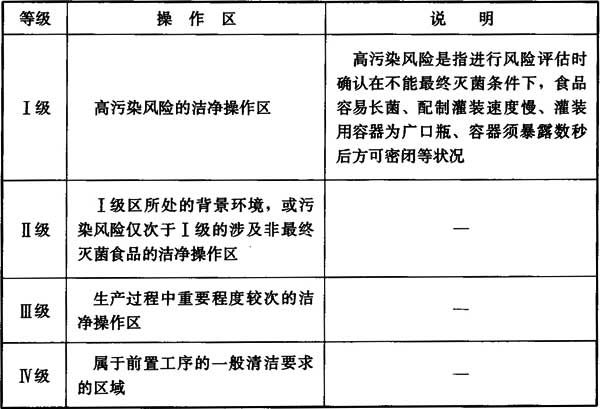 等级 操作区 说明
Ⅰ级 高污染风险的洁净操作区
高污染风险是指进行风险评估时
确认在不能最终灭菌条件下，食品
容易长菌、配制灌装速度慢、灌装
用容器为广口瓶、容器须暴露数秒
后方可密闭等状况
Ⅱ级
Ⅰ级区所处的背景环境，或污
染风险仅次于Ⅰ级的涉及非最终
灭菌食品的洁净操作区
—
Ⅲ级
生产过程中重要程度较次的洁
净操作区
—
Ⅳ级
属于前置工序的一般清洁要求
的区域
—